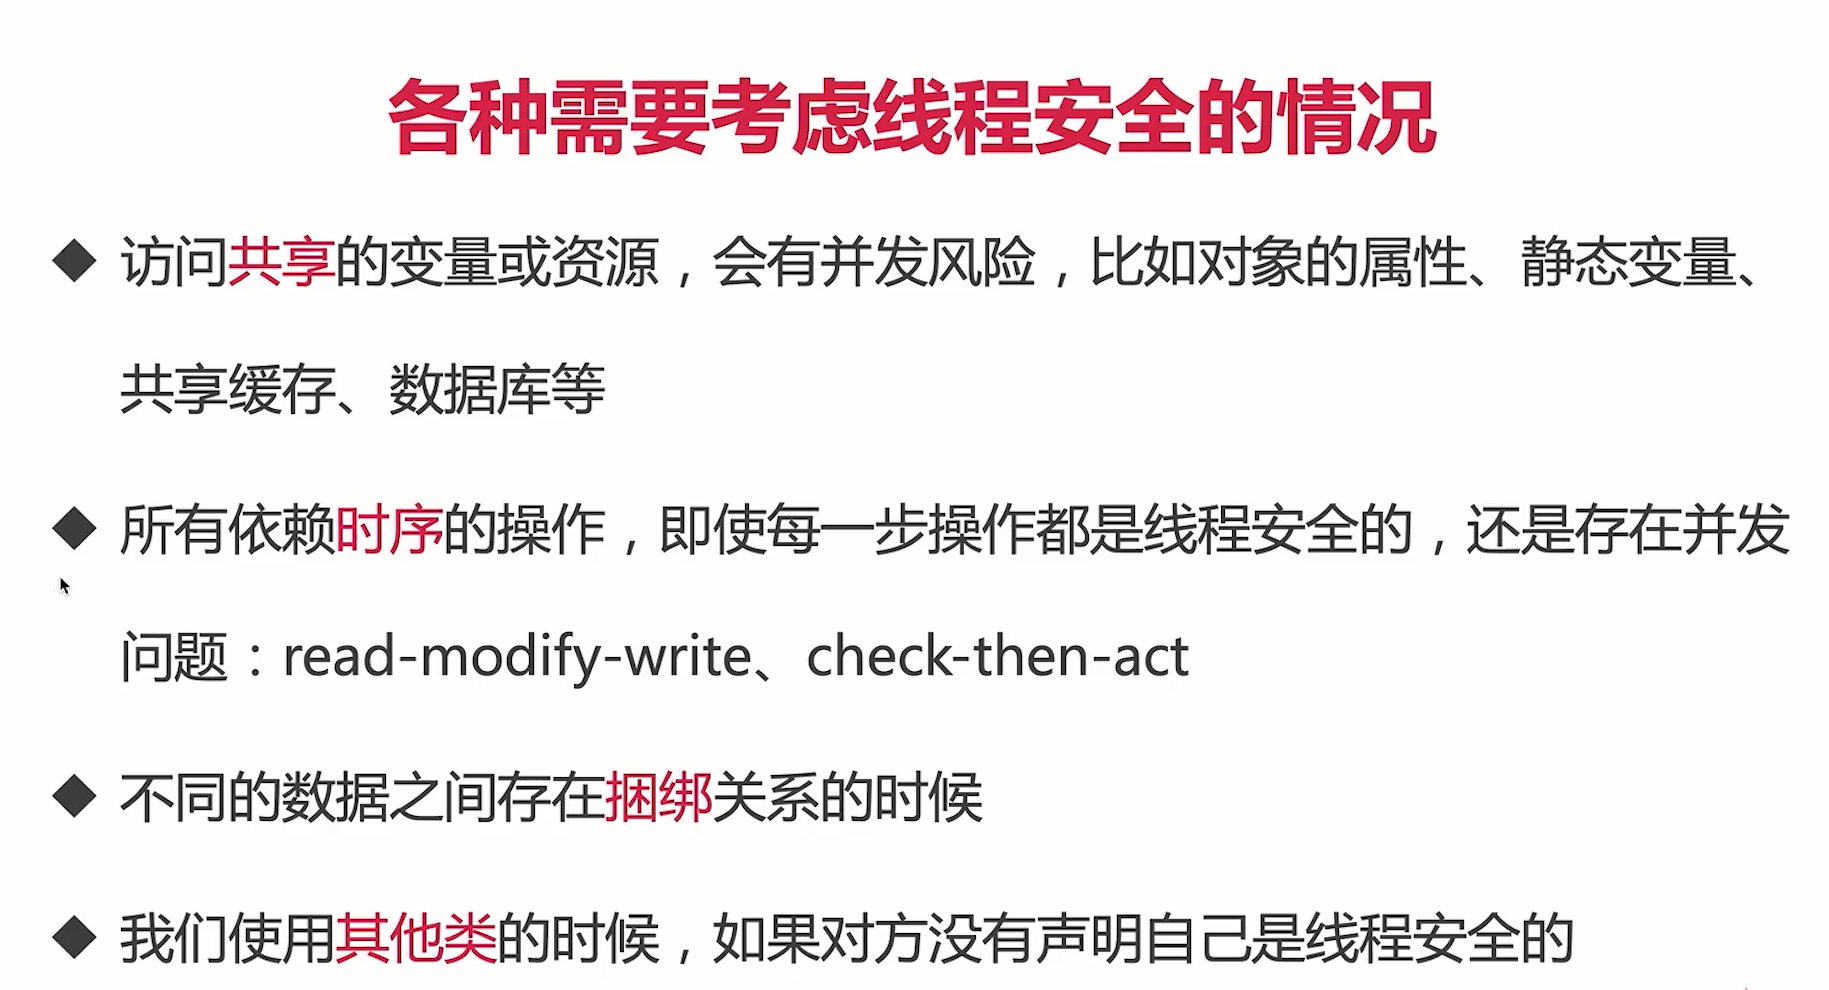 各种需要考虑线程安全的情况
◆ 访问共享的变量或资源，会有并发风险，比如对象的属性、静态变量、
共享缓存、数据库等
◆ 所有依赖时序的操作，即使每一步操作都是线程安全的，还是存在并发
问题：read-modify-write、check-then-act
◆ 不同的数据之间存在捆绑关系的时候
◆ 我们使用其他类的时候，如果对方没有声明自己是线程安全的